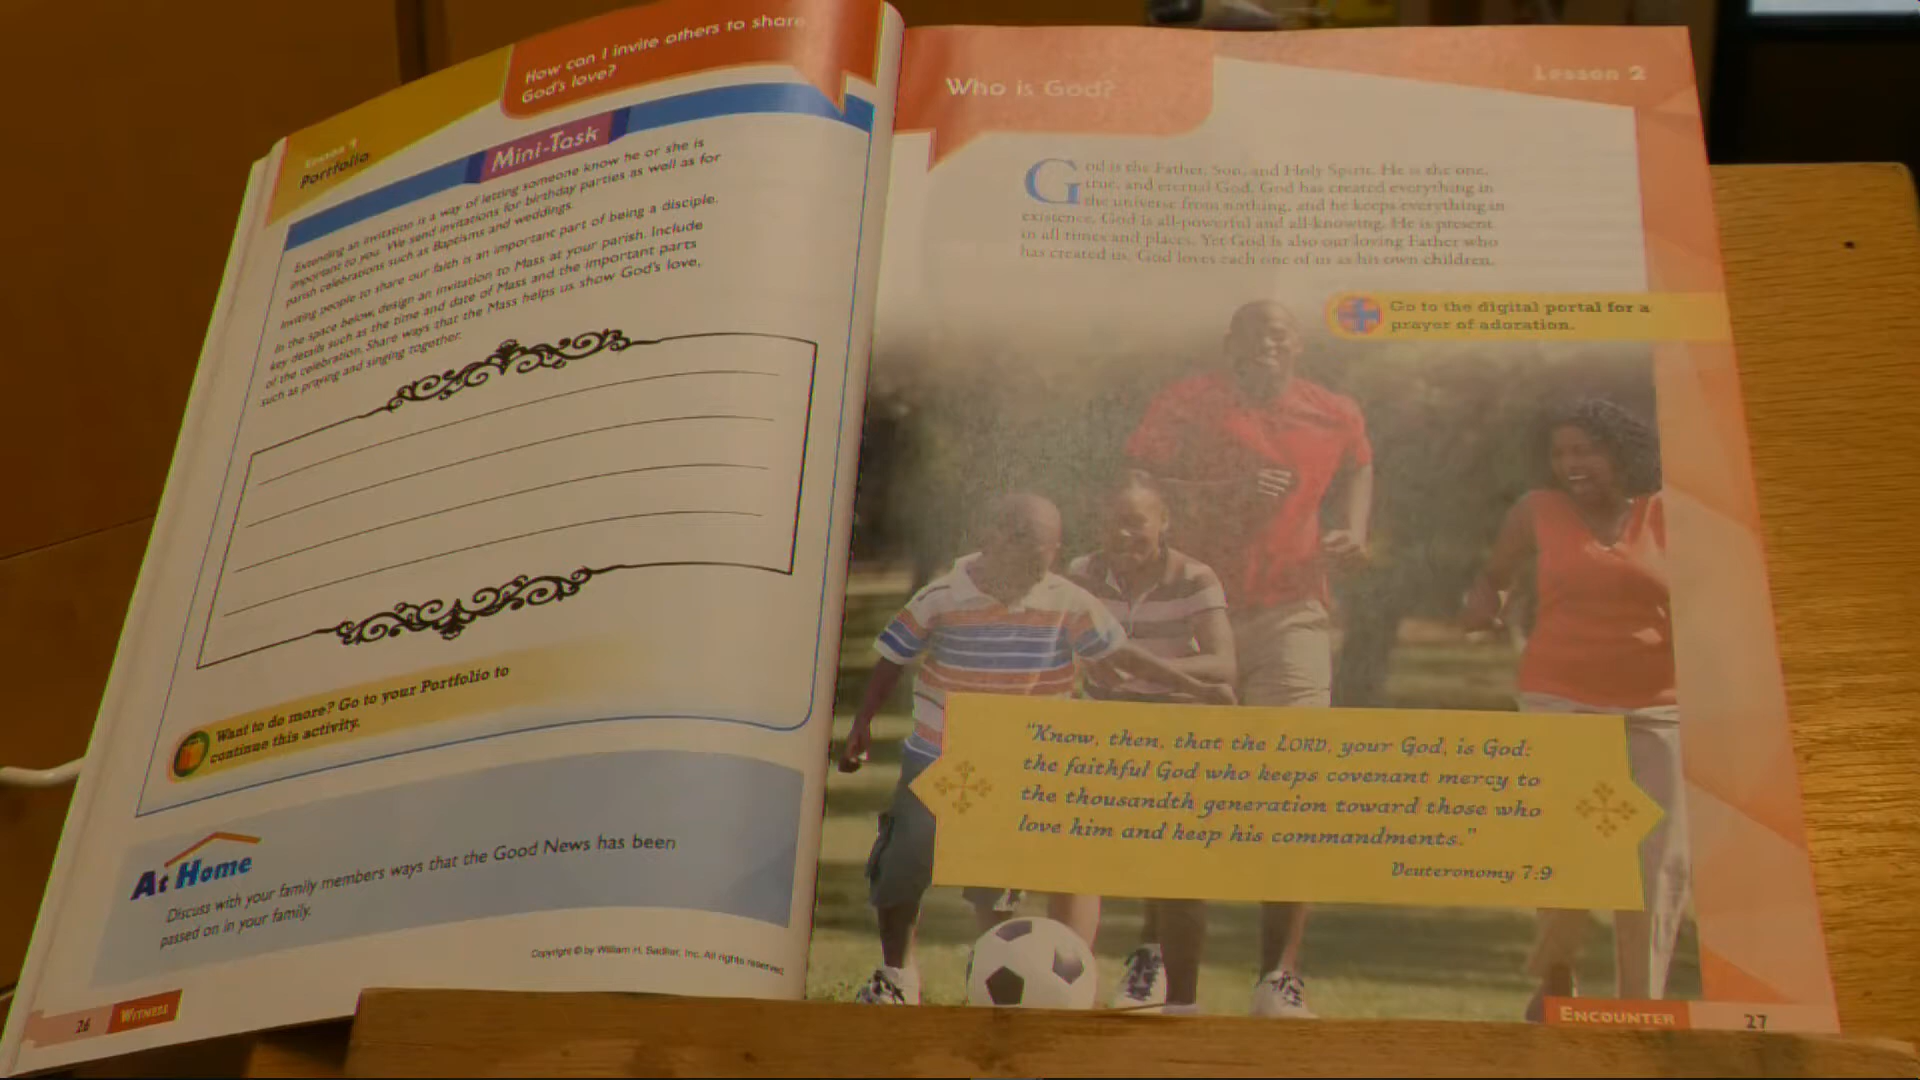 How can I invite others to share
God's love?
Lesson 1
Portfolio
Mini-Task
Extending an invitation is a way of letting someone know he or she is
important to you. We send invitations for birthday parties as well as for
parish celebrations such as Baptisms and weddings.
Inviting people to share our faith is an important part of being a disciple.
In the space below, design an invitation to Mass at your parish. Include
key details such as the time and date of Mass and the important parts
of the celebration. Share ways that the Mass helps us show God's love,
such as praying and singing together.
Want to do more? Go to your Portfolio to
continue this activity.
At Home
Discuss with your family members ways that the Good News has been
passed on in your family.
Copyright © by William H. Sadlier, Inc. All rights reserved.
26 WITNESS
Who is God?
Lesson 2
God is the Father, Son, and Holy Spirit. He is the one,
true, and eternal God. God has created everything in
the universe from nothing, and he keeps everything in
existence. God is all-powerful and all-knowing. He is present
in all times and places. Yet God is also our loving Father who
has created us. God loves each one of us as his own children.
Go to the digital portal for a
prayer of adoration.
"Know, then, that the LORD, your God, is God:
the faithful God who keeps covenant mercy to
the thousandth generation toward those who
love him and keep his commandments."
Deuteronomy 7:9
ENCOUNTER 27